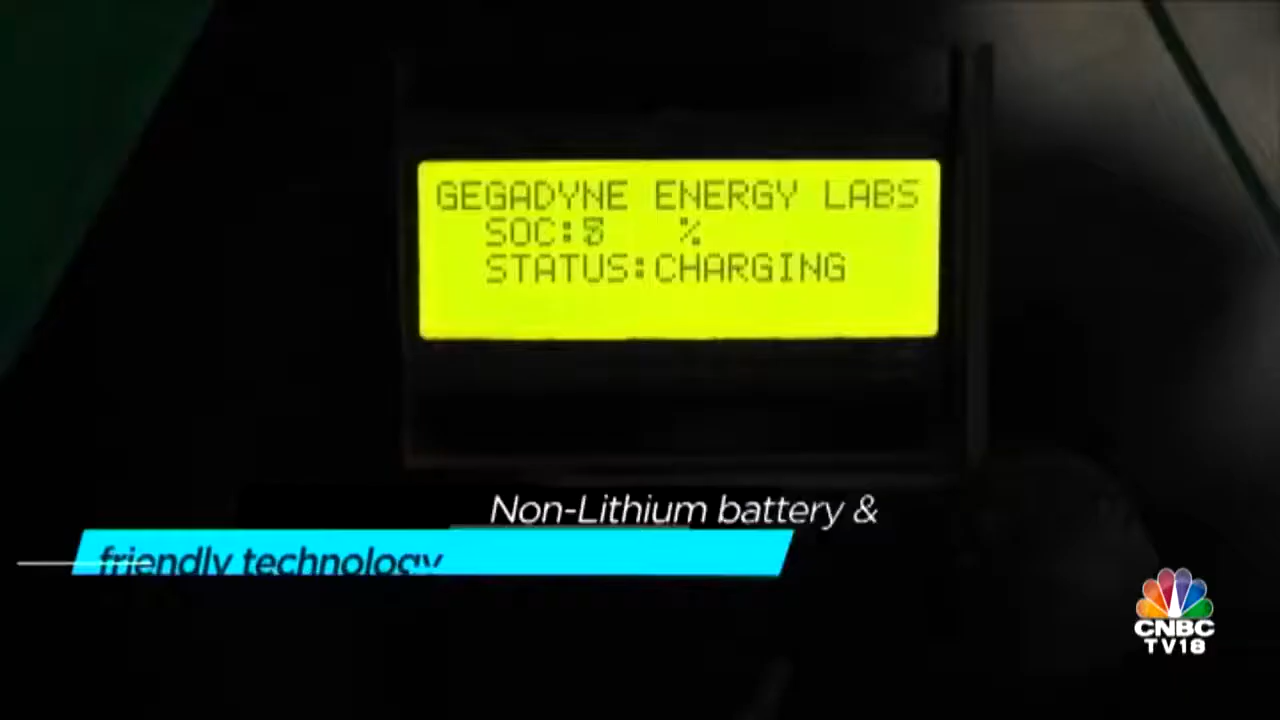 GEGADYNE ENERGY LABS
SOC: %
STATUS:CHARGING
Non-Lithium battery &
friendly technology
CNBC
TV18